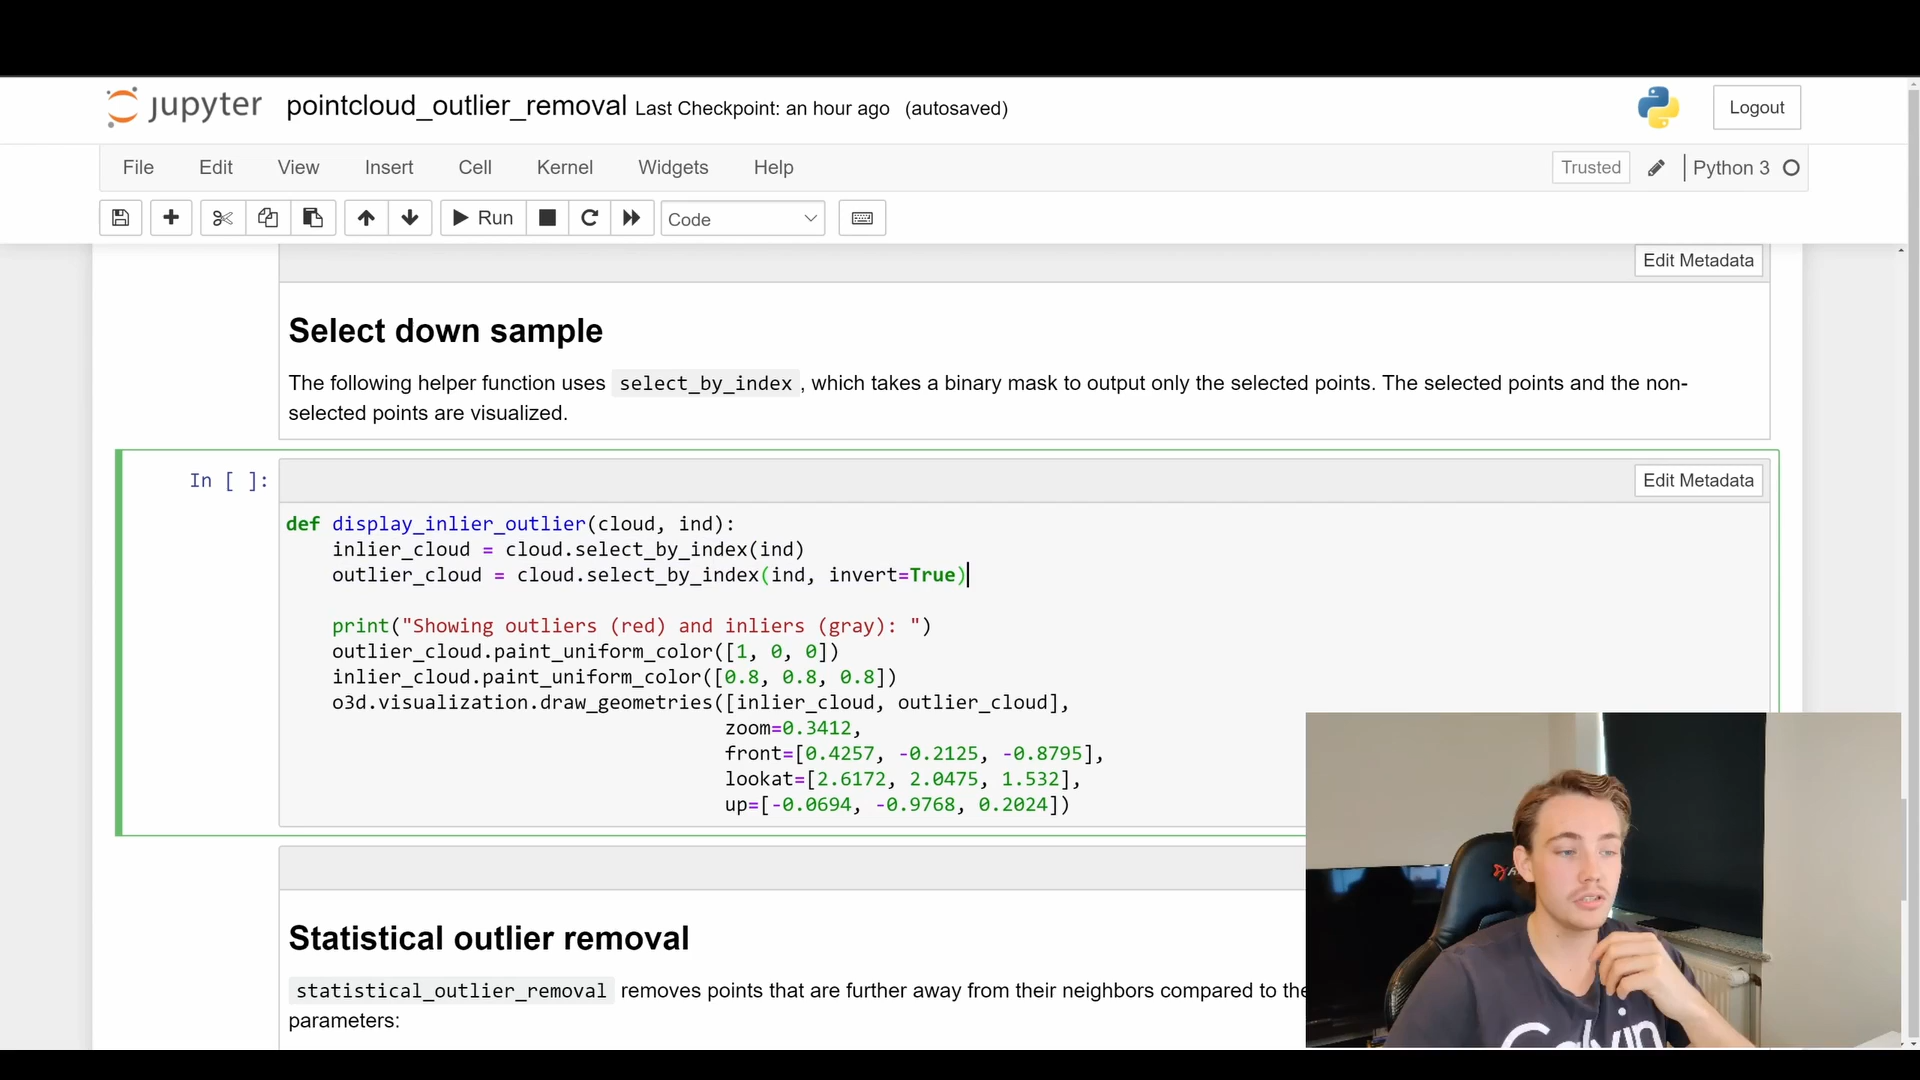 jupyter pointcloud_outlier_removal Last Checkpoint: an hour ago (autosaved)
Logout
File Edit View Insert Cell Kernel Widgets Help
Trusted Python 3
Run Code
Edit Metadata
Select down sample
The following helper function uses select_by_index , which takes a binary mask to output only the selected points. The selected points and the non-
selected points are visualized.
In [ ]:
Edit Metadata
def display_inlier_outlier(cloud, ind):
    inlier_cloud = cloud.select_by_index(ind)
    outlier_cloud = cloud.select_by_index(ind, invert=True)
    print("Showing outliers (red) and inliers (gray): ")
    outlier_cloud.paint_uniform_color([1, 0, 0])
    inlier_cloud.paint_uniform_color([0.8, 0.8, 0.8])
    o3d.visualization.draw_geometries([inlier_cloud, outlier_cloud],
                                      zoom=0.3412,
                                      front=[0.4257, -0.2125, -0.8795],
                                      lookat=[2.6172, 2.0475, 1.532],
                                      up=[-0.0694, -0.9768, 0.2024])
Statistical outlier removal
statistical_outlier_removal removes points that are further away from their neighbors compared to the
parameters:
Calvin